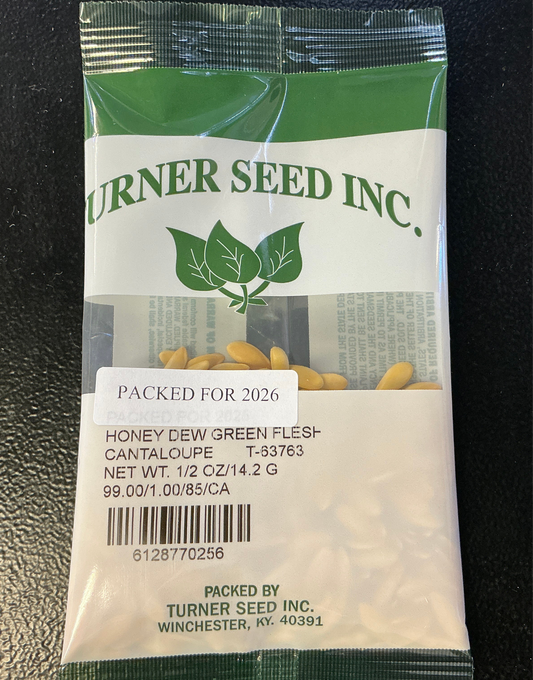 TURNER SEED INC.
PACKED FOR 2026
PACKED FOR 2025
HONEY DEW GREEN FLESH
CANTALOUPE T-63763
NET WT. 1/2 OZ/14.2 G
99.00/1.00/85/CA
6128770256
PACKED BY
TURNER SEED INC.
WINCHESTER, KY. 40391